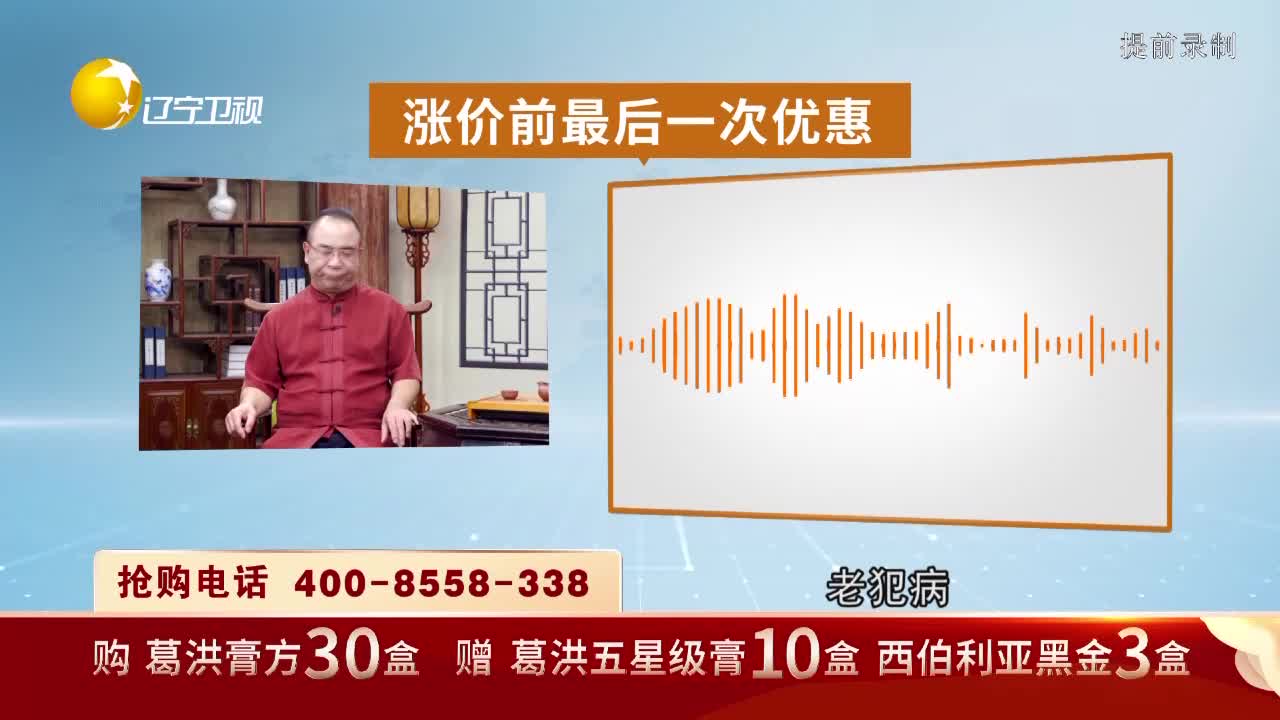 提前录制
辽宁卫视
涨价前最后一次优惠
抢购电话 400-8558-338
老犯病
购 葛洪膏方30盒 赠 葛洪五星级膏10盒 西伯利亚黑金3盒